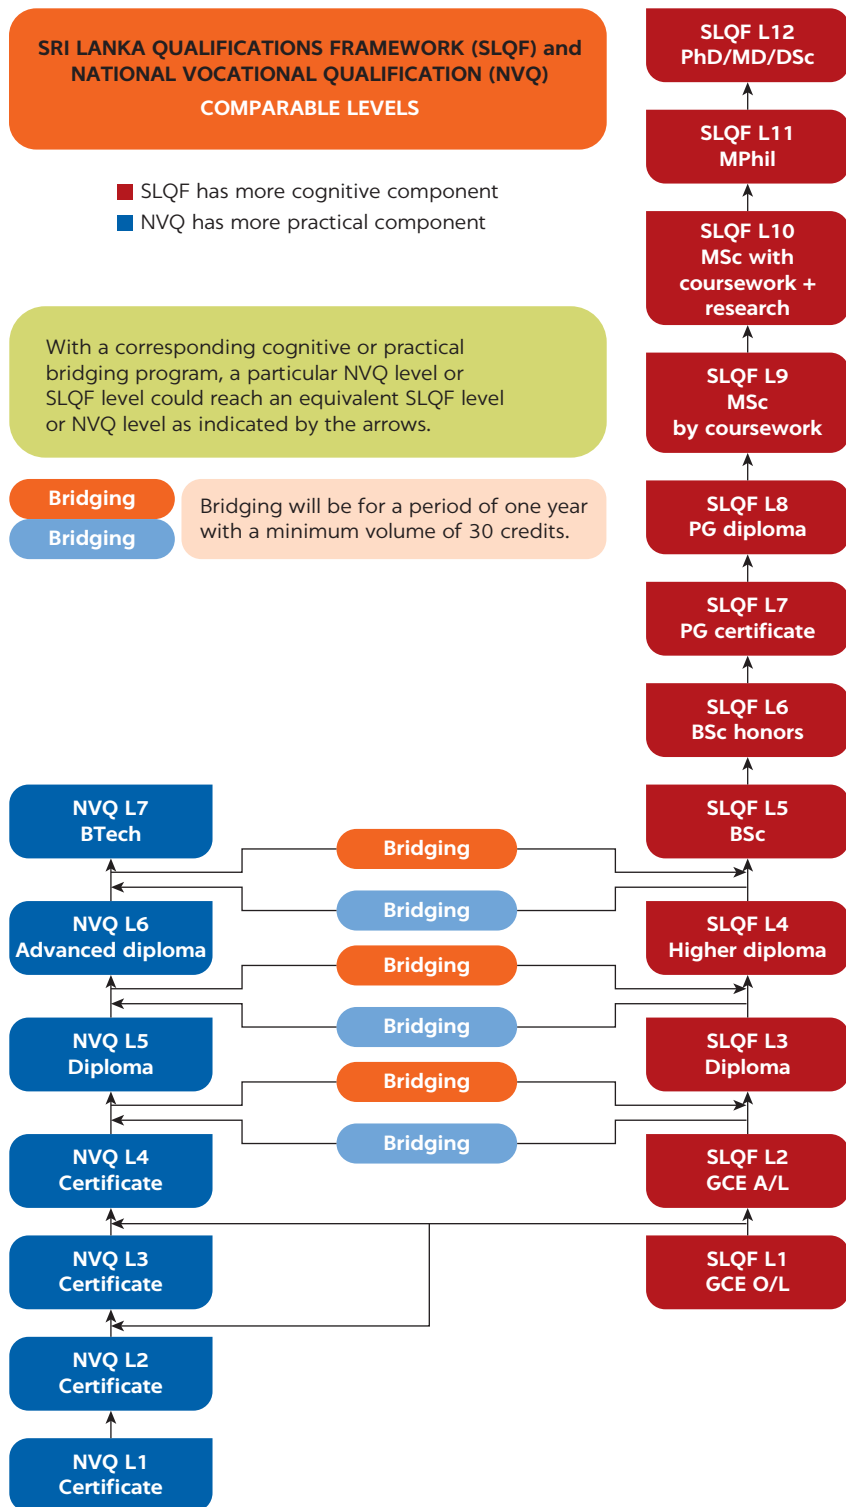 SRI LANKA QUALIFICATIONS FRAMEWORK (SLQF) and
NATIONAL VOCATIONAL QUALIFICATION (NVQ)
COMPARABLE LEVELS
SLQF has more cognitive component
NVQ has more practical component
With a corresponding cognitive or practical
bridging program, a particular NVQ level or
SLQF level could reach an equivalent SLQF level
or NVQ level as indicated by the arrows.
Bridging
Bridging
Bridging will be for a period of one year
with a minimum volume of 30 credits.
SLQF L12
PhD/MD/DSc
SLQF L11
MPhil
SLQF L10
MSc with
coursework +
research
SLQF L9
MSc
by coursework
SLQF L8
PG diploma
SLQF L7
PG certificate
SLQF L6
BSc honors
NVQ L7
BTech
SLQF L5
BSc
Bridging
Bridging
NVQ L6
Advanced diploma
SLQF L4
Higher diploma
Bridging
Bridging
NVQ L5
Diploma
SLQF L3
Diploma
Bridging
Bridging
NVQ L4
Certificate
SLQF L2
GCE A/L
NVQ L3
Certificate
SLQF L1
GCE O/L
NVQ L2
Certificate
NVQ L1
Certificate